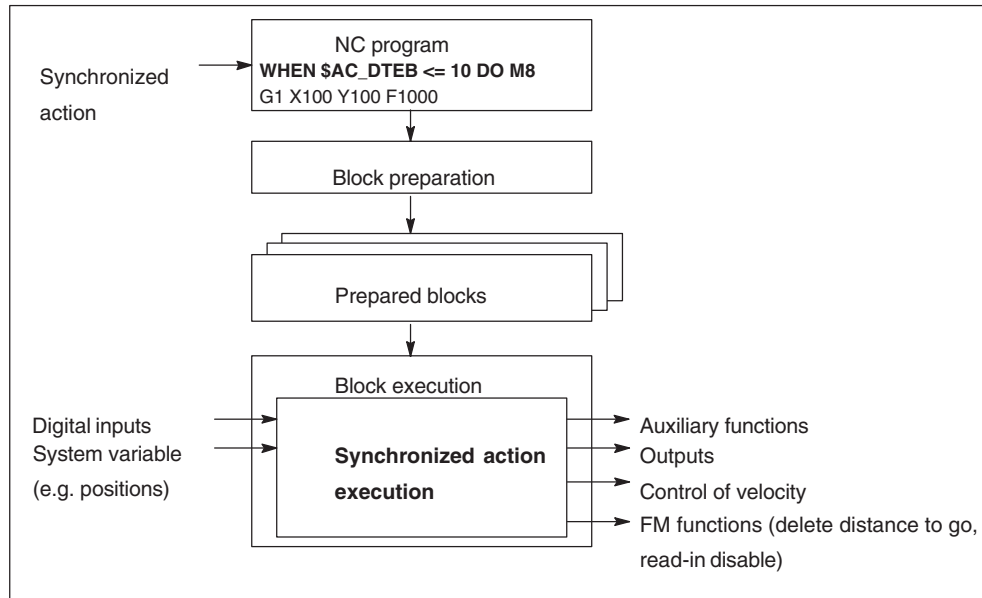 NC program
WHEN $AC_DTEB <= 10 DO M8
G1 X100 Y100 F1000
Synchronized
action
Block preparation
Prepared blocks
Block execution
Digital inputs
System variable
(e.g. positions)
Synchronized action
execution
Auxiliary functions
Outputs
Control of velocity
FM functions (delete distance to go,
read-in disable)